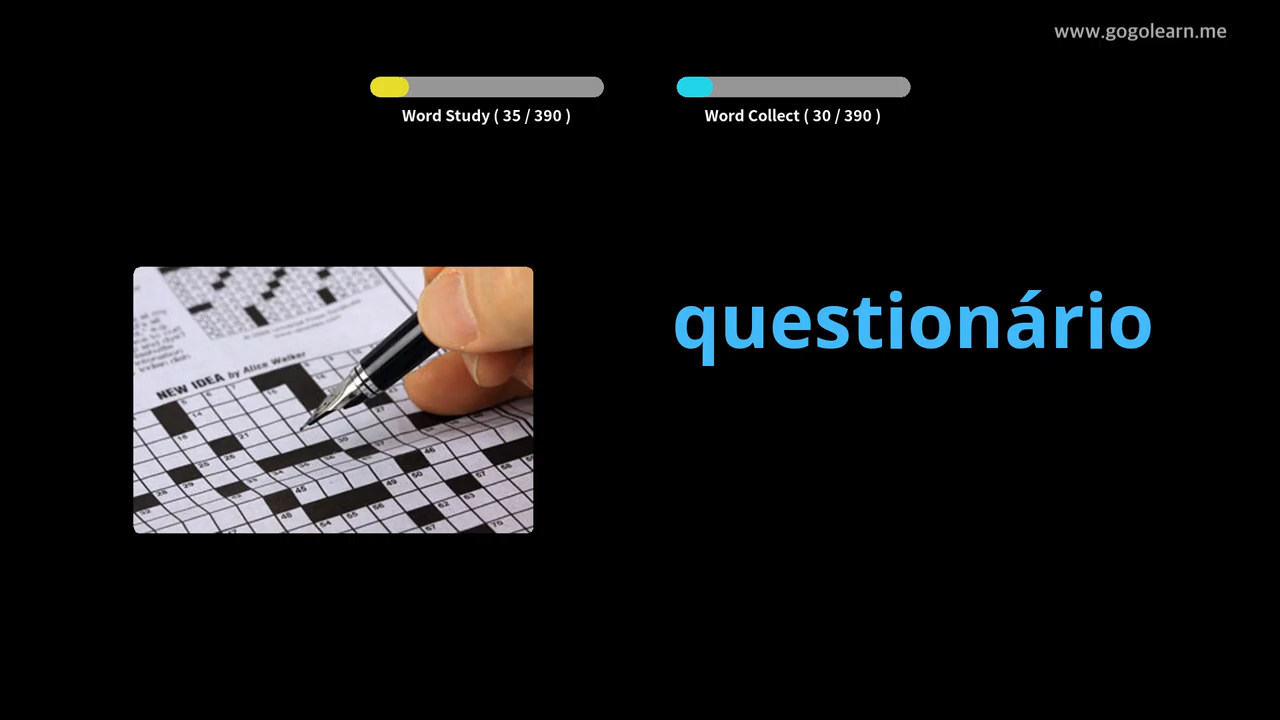 www.gogolearn.me
Word Study ( 35 / 390 )
Word Collect ( 30 / 390 )
questionário
NEW IDEA by Alice Walker